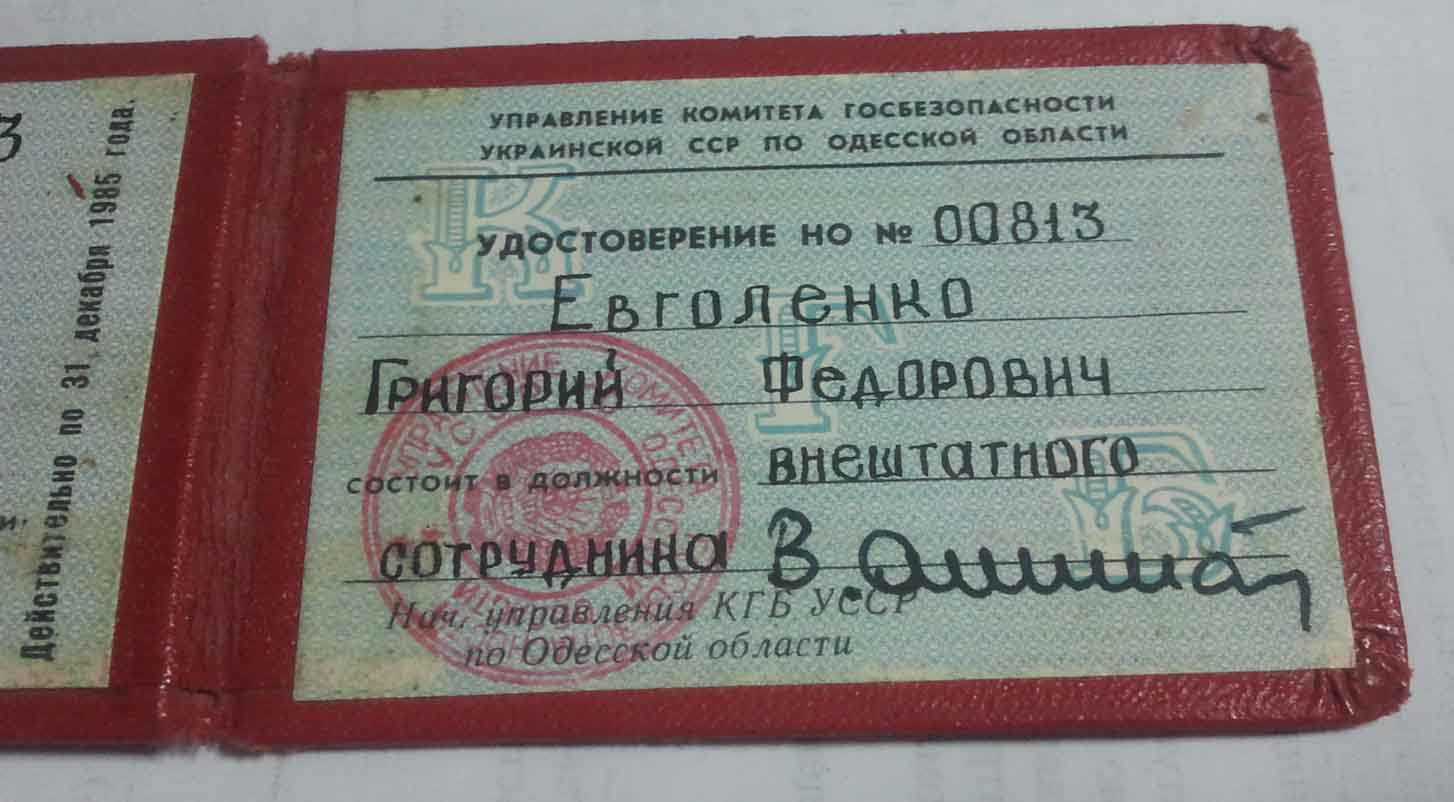 Действительно по 31 декабря 1985 года.
УПРАВЛЕНИЕ КОМИТЕТА ГОСБЕЗОПАСНОСТИ
УКРАИНСКОЙ ССР ПО ОДЕССКОЙ ОБЛАСТИ
КГБ
УДОСТОВЕРЕНИЕ НО № 00813
Евголенко
Григорий Федорович
состоит в должности внештатного
сотрудника
Нач. управления КГБ УССР
по Одесской области